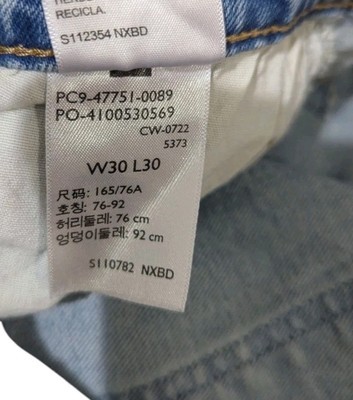 RECICLA.
S112354 NXBD
PC9-47751-0089
PO-4100530569
CW-0722
5373
W30 L30
尺码: 165/76A
호칭: 76-92
허리둘레: 76 cm
엉덩이둘레: 92 cm
S110782 NXBD